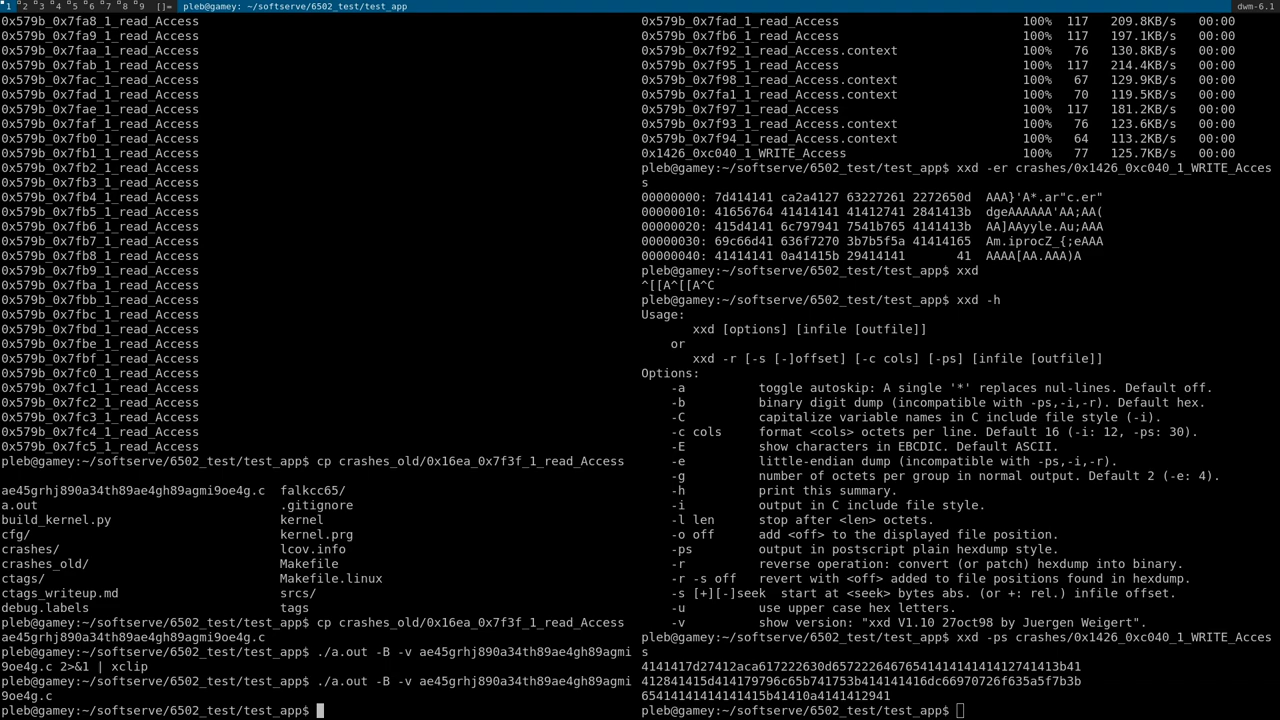 1 2 3 4 5 6 7 8 9 []= pleb@gamey: ~/softserve/6502_test/test_app dwm-6.1
0x579b_0x7fa8_1_read_Access
0x579b_0x7fa9_1_read_Access
0x579b_0x7faa_1_read_Access
0x579b_0x7fab_1_read_Access
0x579b_0x7fac_1_read_Access
0x579b_0x7fad_1_read_Access
0x579b_0x7fae_1_read_Access
0x579b_0x7faf_1_read_Access
0x579b_0x7fb0_1_read_Access
0x579b_0x7fb1_1_read_Access
0x579b_0x7fb2_1_read_Access
0x579b_0x7fb3_1_read_Access
0x579b_0x7fb4_1_read_Access
0x579b_0x7fb5_1_read_Access
0x579b_0x7fb6_1_read_Access
0x579b_0x7fb7_1_read_Access
0x579b_0x7fb8_1_read_Access
0x579b_0x7fb9_1_read_Access
0x579b_0x7fba_1_read_Access
0x579b_0x7fbb_1_read_Access
0x579b_0x7fbc_1_read_Access
0x579b_0x7fbd_1_read_Access
0x579b_0x7fbe_1_read_Access
0x579b_0x7fbf_1_read_Access
0x579b_0x7fc0_1_read_Access
0x579b_0x7fc1_1_read_Access
0x579b_0x7fc2_1_read_Access
0x579b_0x7fc3_1_read_Access
0x579b_0x7fc4_1_read_Access
0x579b_0x7fc5_1_read_Access
pleb@gamey:~/softserve/6502_test/test_app$ cp crashes_old/0x16ea_0x7f3f_1_read_Access
ae45grhj890a34th89ae4gh89agmi9oe4g.c falkcc65/
a.out .gitignore
build_kernel.py kernel
cfg/ kernel.prg
crashes/ lcov.info
crashes_old/ Makefile
ctags/ Makefile.linux
ctags_writeup.md srcs/
debug.labels tags
pleb@gamey:~/softserve/6502_test/test_app$ cp crashes_old/0x16ea_0x7f3f_1_read_Access
ae45grhj890a34th89ae4gh89agmi9oe4g.c
pleb@gamey:~/softserve/6502_test/test_app$ ./a.out -B -v ae45grhj890a34th89ae4gh89agmi
9oe4g.c 2>&1 | xclip
pleb@gamey:~/softserve/6502_test/test_app$ ./a.out -B -v ae45grhj890a34th89ae4gh89agmi
9oe4g.c
pleb@gamey:~/softserve/6502_test/test_app$
0x579b_0x7fad_1_read_Access 100% 117 209.8KB/s 00:00
0x579b_0x7fb6_1_read_Access 100% 117 197.1KB/s 00:00
0x579b_0x7f92_1_read_Access.context 100% 76 130.8KB/s 00:00
0x579b_0x7f95_1_read_Access 100% 117 214.4KB/s 00:00
0x579b_0x7f98_1_read_Access.context 100% 67 129.9KB/s 00:00
0x579b_0x7fa1_1_read_Access.context 100% 70 119.5KB/s 00:00
0x579b_0x7f97_1_read_Access 100% 117 181.2KB/s 00:00
0x579b_0x7f93_1_read_Access.context 100% 76 123.6KB/s 00:00
0x579b_0x7f94_1_read_Access.context 100% 64 113.2KB/s 00:00
0x1426_0xc040_1_WRITE_Access 100% 77 125.7KB/s 00:00
pleb@gamey:~/softserve/6502_test/test_app$ xxd -er crashes/0x1426_0xc040_1_WRITE_Acces
s
00000000: 7d414141 ca2a4127 63227261 2272650d AAA}'A*.ar"c.er"
00000010: 41656764 41414141 41412741 2841413b dgeAAAAAA'AA;AA(
00000020: 415d4141 6c797941 7541b765 4141413b AA]AAyyle.Au;AAA
00000030: 69c66d41 636f7270 3b7b5f5a 41414165 Am.iprocZ_{;eAAA
00000040: 41414141 0a41415b 29414141 41 AAAA[AA.AAA)A
pleb@gamey:~/softserve/6502_test/test_app$ xxd
^[[A^[[A^C
pleb@gamey:~/softserve/6502_test/test_app$ xxd -h
Usage:
xxd [options] [infile [outfile]]
or
xxd -r [-s [-]offset] [-c cols] [-ps] [infile [outfile]]
Options:
-a toggle autoskip: A single '*' replaces nul-lines. Default off.
-b binary digit dump (incompatible with -ps,-i,-r). Default hex.
-C capitalize variable names in C include file style (-i).
-c cols format <cols> octets per line. Default 16 (-i: 12, -ps: 30).
-E show characters in EBCDIC. Default ASCII.
-e little-endian dump (incompatible with -ps,-i,-r).
-g number of octets per group in normal output. Default 2 (-e: 4).
-h print this summary.
-i output in C include file style.
-l len stop after <len> octets.
-o off add <off> to the displayed file position.
-ps output in postscript plain hexdump style.
-r reverse operation: convert (or patch) hexdump into binary.
-r -s off revert with <off> added to file positions found in hexdump.
-s [+][-]seek start at <seek> bytes abs. (or +: rel.) infile offset.
-u use upper case hex letters.
-v show version: "xxd V1.10 27oct98 by Juergen Weigert".
pleb@gamey:~/softserve/6502_test/test_app$ xxd -ps crashes/0x1426_0xc040_1_WRITE_Acces
s
4141417d27412aca617222630d6572226467654141414141412741413b41
412841415d414179796c65b741753b414141416dc66970726f635a5f7b3b
65414141414141415b41410a4141412941
pleb@gamey:~/softserve/6502_test/test_app$